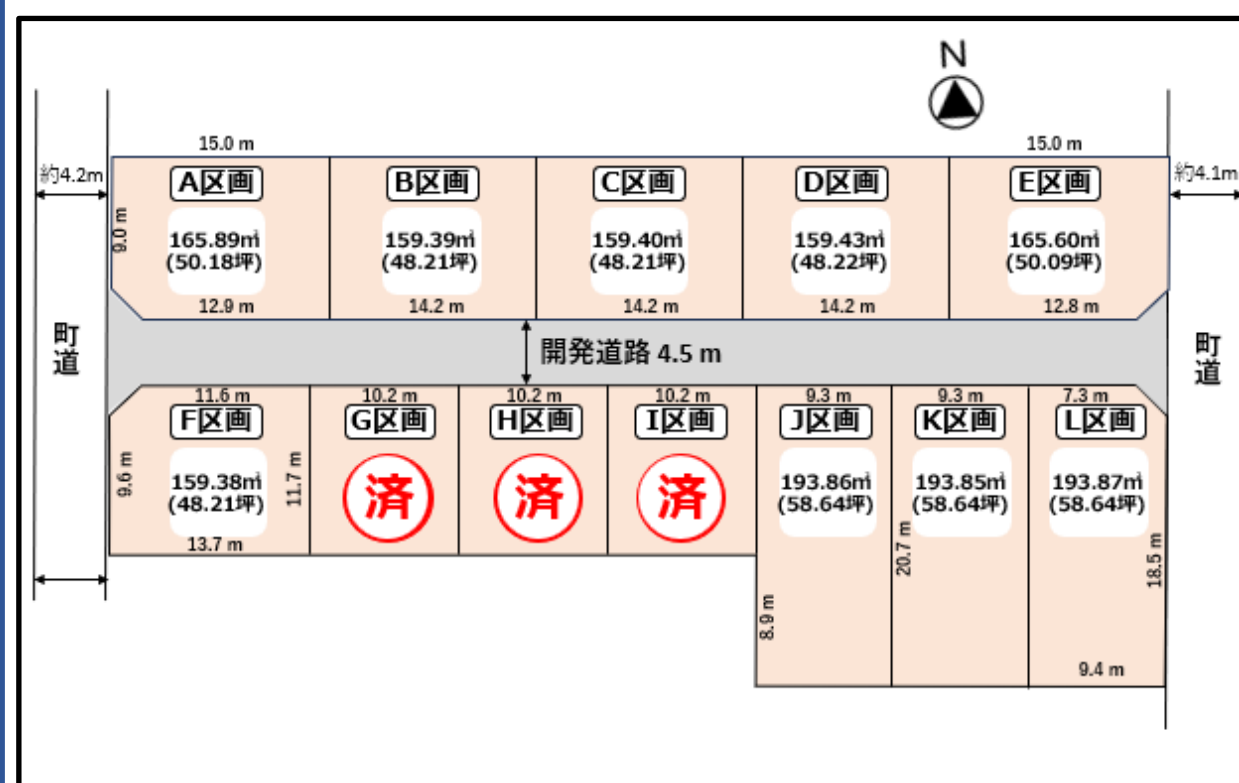 N
15.0 m
15.0 m
約4.2m
約4.1m
A区画
B区画
C区画
D区画
E区画
9.0 m
165.89㎡
(50.18坪)
159.39㎡
(48.21坪)
159.40㎡
(48.21坪)
159.43㎡
(48.22坪)
165.60㎡
(50.09坪)
12.9 m
14.2 m
14.2 m
14.2 m
12.8 m
町道
開発道路 4.5 m
町道
11.6 m
10.2 m
10.2 m
10.2 m
9.3 m
9.3 m
7.3 m
F区画
G区画
H区画
I区画
J区画
K区画
L区画
9.6 m
159.38㎡
(48.21坪)
11.7 m
済
済
済
193.86㎡
(58.64坪)
193.85㎡
(58.64坪)
193.87㎡
(58.64坪)
13.7 m
20.7 m
18.5 m
8.9 m
9.4 m